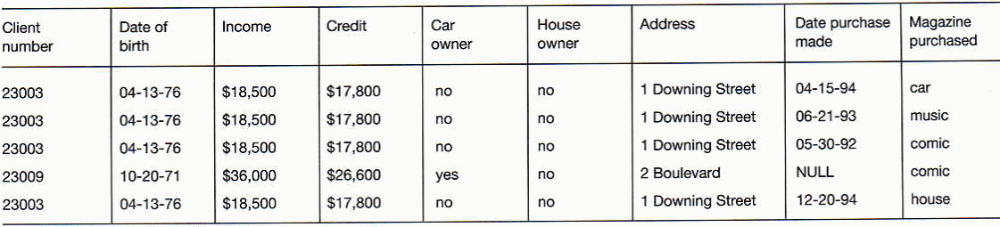 Client number Date of birth Income Credit Car owner House owner Address Date purchase made Magazine purchased
23003 04-13-76 $18,500 $17,800 no no 1 Downing Street 04-15-94 car
23003 04-13-76 $18,500 $17,800 no no 1 Downing Street 06-21-93 music
23003 04-13-76 $18,500 $17,800 no no 1 Downing Street 05-30-92 comic
23009 10-20-71 $36,000 $26,600 yes no 2 Boulevard NULL comic
23003 04-13-76 $18,500 $17,800 no no 1 Downing Street 12-20-94 house